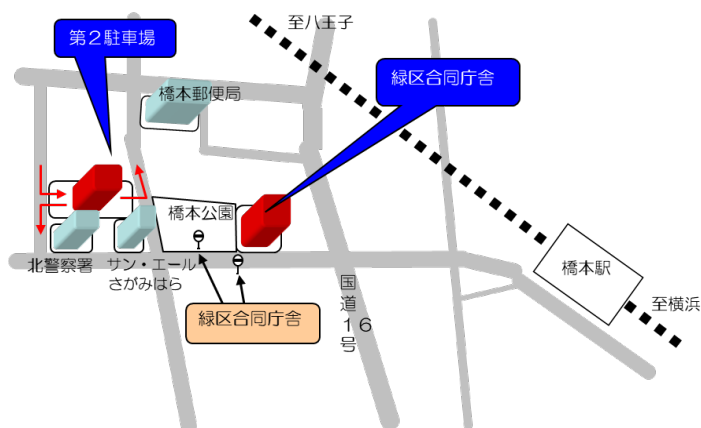 至八王子
第２駐車場
緑区合同庁舎
橋本郵便局
橋本公園
北警察署
サン・エール
さがみはら
橋本駅
至横浜
国道１６号
緑区合同庁舎